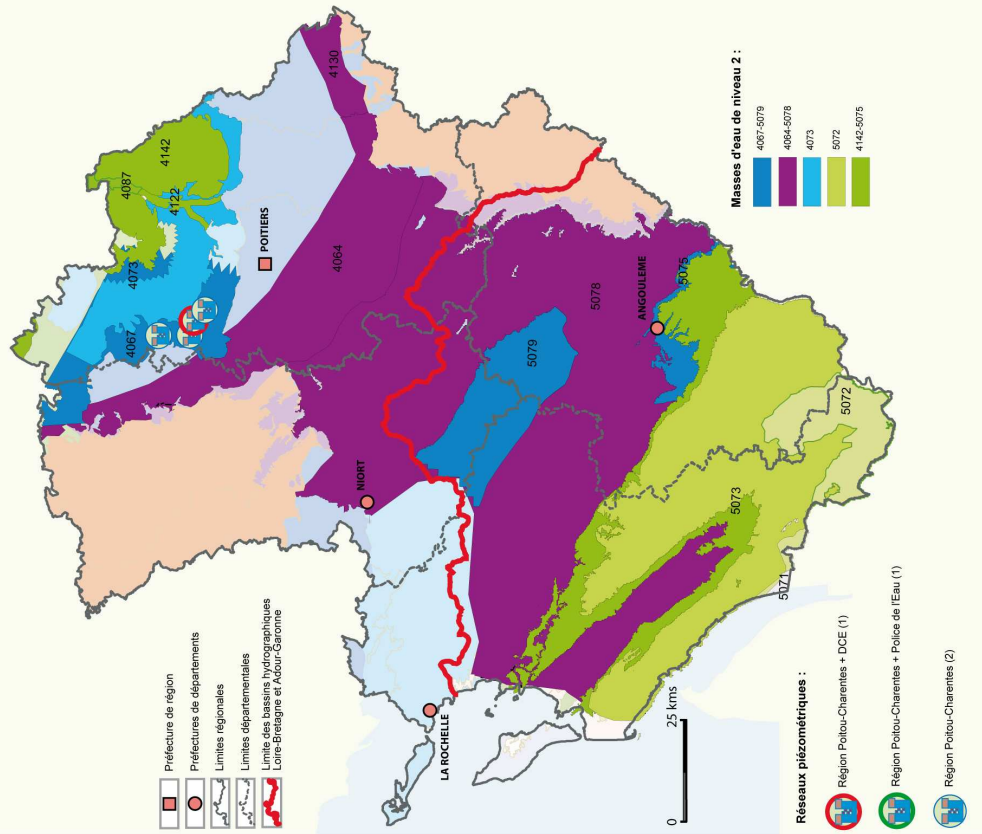 Préfecture de région
Préfectures de départements
Limites régionales
Limites départementales
Limite des bassins hydrographiques
Loire-Bretagne et Adour-Garonne
4130
4142
4087
4122
4073
4067
POITIERS
4064
NIORT
LA ROCHELLE
5079
5078
ANGOULEME
5075
5072
5073
5071
25 kms
0
Masses d'eau de niveau 2 :
4067-5079
4064-5078
4073
5072
4142-5075
Réseaux piézométriques :
Région Poitou-Charentes + DCE (1)
Région Poitou-Charentes + Police de l'Eau (1)
Région Poitou-Charentes (2)